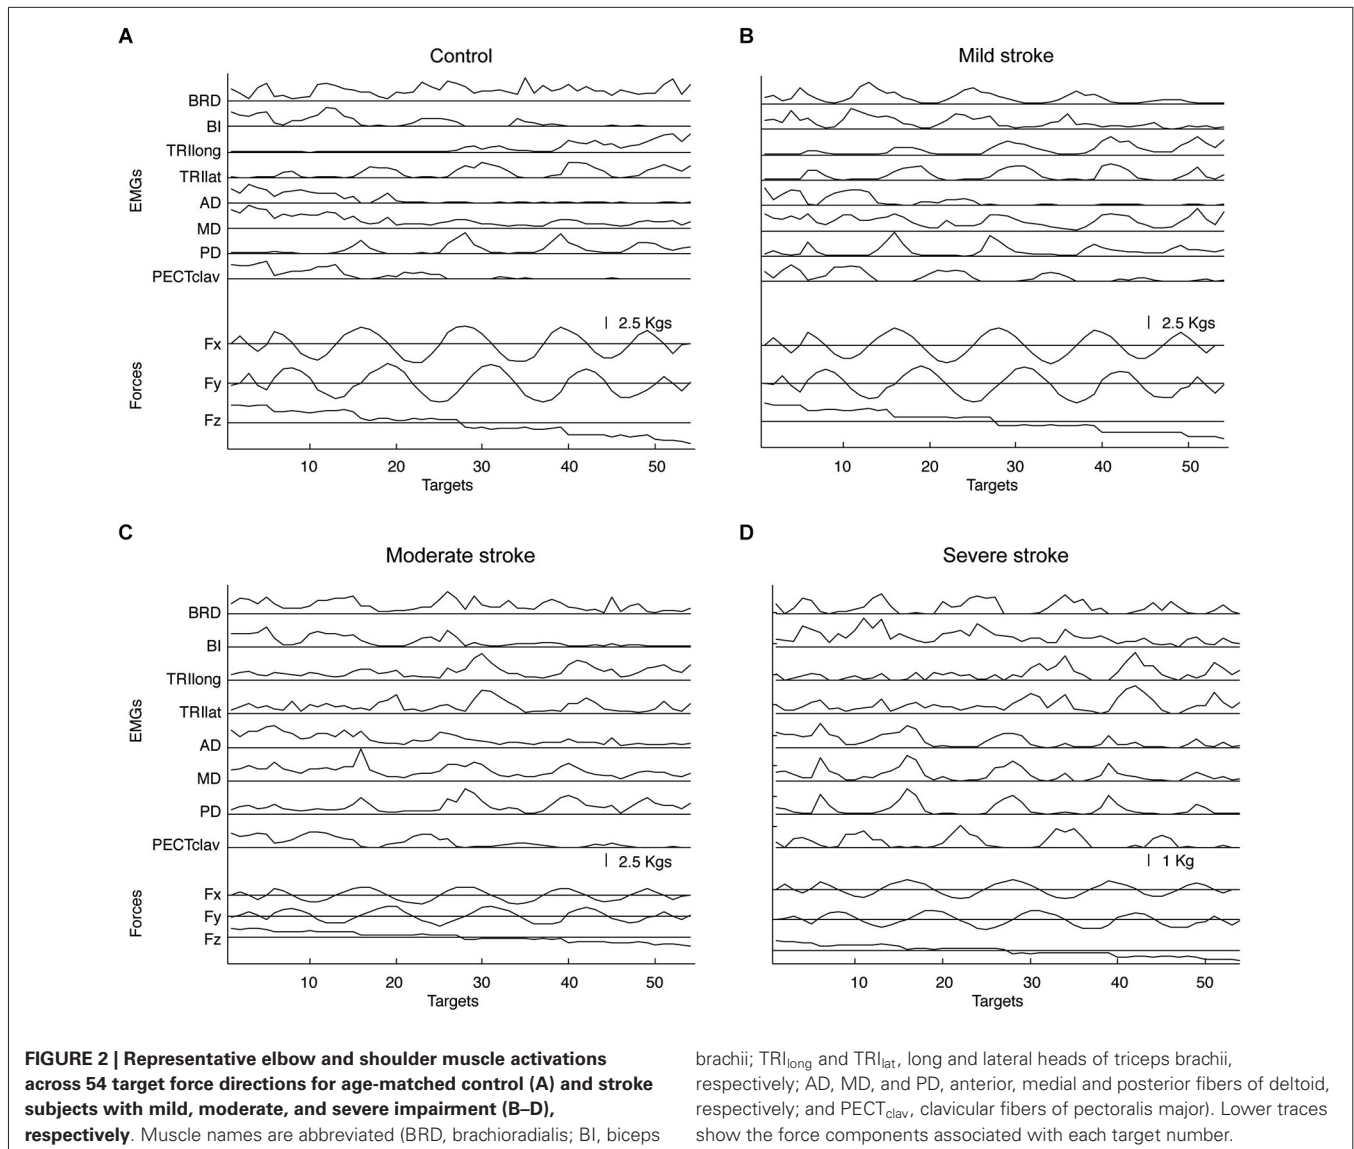 A
Control
BRD
BI
TRIlong
TRIlat
AD
MD
PD
PECTclav
EMGs
2.5 Kgs
Fx
Fy
Fz
Forces
10 20 30 40 50
Targets
B
Mild stroke
2.5 Kgs
10 20 30 40 50
Targets
C
Moderate stroke
BRD
BI
TRIlong
TRIlat
AD
MD
PD
PECTclav
EMGs
2.5 Kgs
Fx
Fy
Fz
Forces
10 20 30 40 50
Targets
D
Severe stroke
1 Kg
10 20 30 40 50
Targets
FIGURE 2 | Representative elbow and shoulder muscle activations
across 54 target force directions for age-matched control (A) and stroke
subjects with mild, moderate, and severe impairment (B–D),
respectively. Muscle names are abbreviated (BRD, brachioradialis; BI, biceps
brachii; TRIlong and TRIlat, long and lateral heads of triceps brachii,
respectively; AD, MD, and PD, anterior, medial and posterior fibers of deltoid,
respectively; and PECTclav, clavicular fibers of pectoralis major). Lower traces
show the force components associated with each target number.